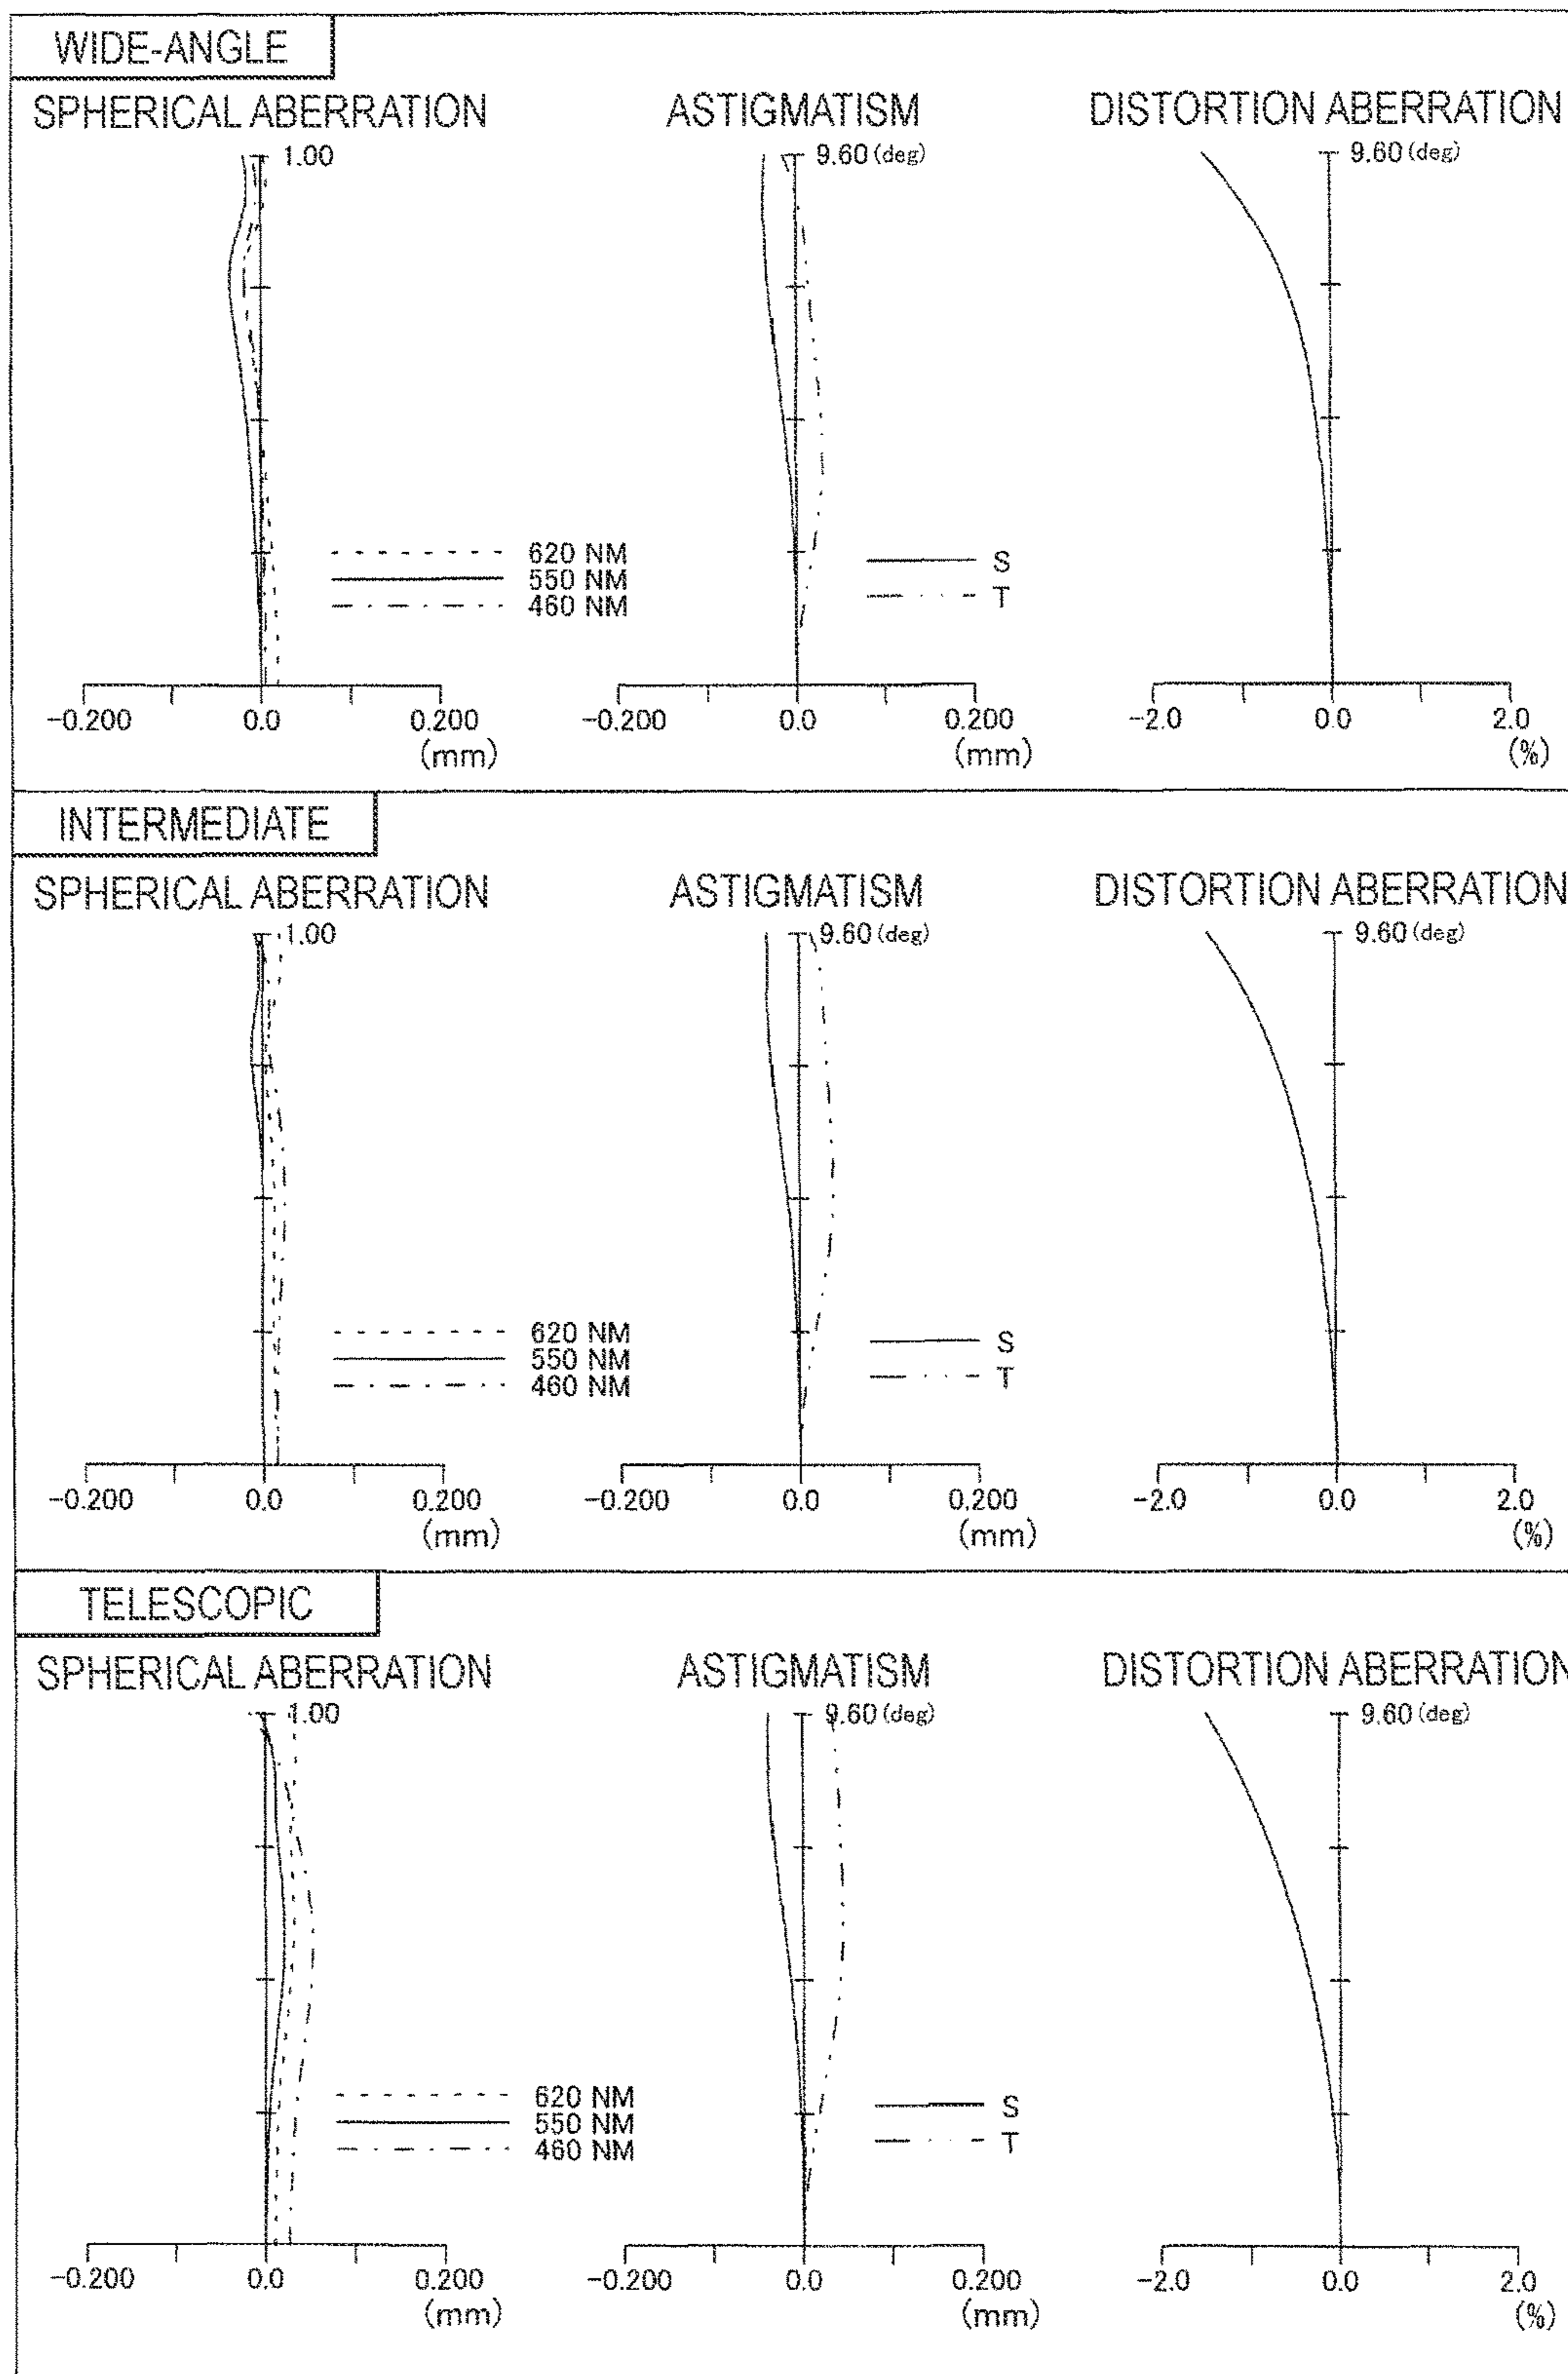 WIDE-ANGLE
SPHERICAL ABERRATION
ASTIGMATISM
DISTORTION ABERRATION
1.00
9.60 (deg)
9.60 (deg)
620 NM
550 NM
460 NM
S
T
-0.200
0.0
0.200
(mm)
-0.200
0.0
0.200
(mm)
-2.0
0.0
2.0
(%)
INTERMEDIATE
SPHERICAL ABERRATION
ASTIGMATISM
DISTORTION ABERRATION
1.00
9.60 (deg)
9.60 (deg)
620 NM
550 NM
460 NM
S
T
-0.200
0.0
0.200
(mm)
-0.200
0.0
0.200
(mm)
-2.0
0.0
2.0
(%)
TELESCOPIC
SPHERICAL ABERRATION
ASTIGMATISM
DISTORTION ABERRATION
1.00
9.60 (deg)
9.60 (deg)
620 NM
550 NM
460 NM
S
T
-0.200
0.0
0.200
(mm)
-0.200
0.0
0.200
(mm)
-2.0
0.0
2.0
(%)